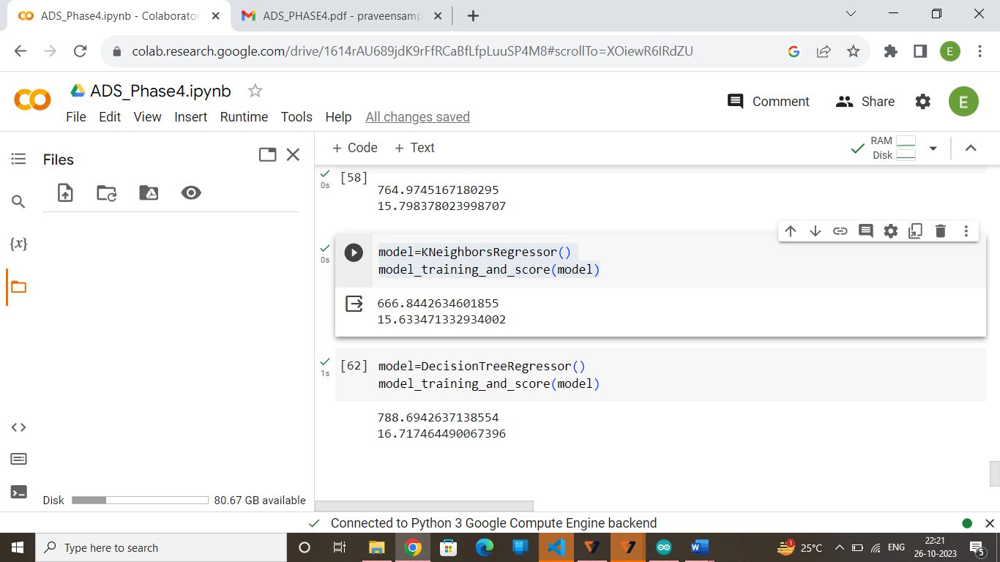 ADS_Phase4.ipynb - Colaborator
ADS_PHASE4.pdf - praveensamp
colab.research.google.com/drive/1614rAU689jdK9rFfRCaBfLfpLuuSP4M8#scrollTo=XOiewR6IRdZU
E
ADS_Phase4.ipynb
File Edit View Insert Runtime Tools Help All changes saved
Comment Share E
Files
+ Code + Text
RAM
Disk
{x}
0s [58]
764.9745167180295
15.798378023998707
0s
model=KNeighborsRegressor()
model_training_and_score(model)
666.8442634601855
15.633471332934002
1s [62] model=DecisionTreeRegressor()
model_training_and_score(model)
788.6942637138554
16.717464490067396
Disk 80.67 GB available
Connected to Python 3 Google Compute Engine backend
Type here to search
1
25°C
ENG
22:21
26-10-2023
5